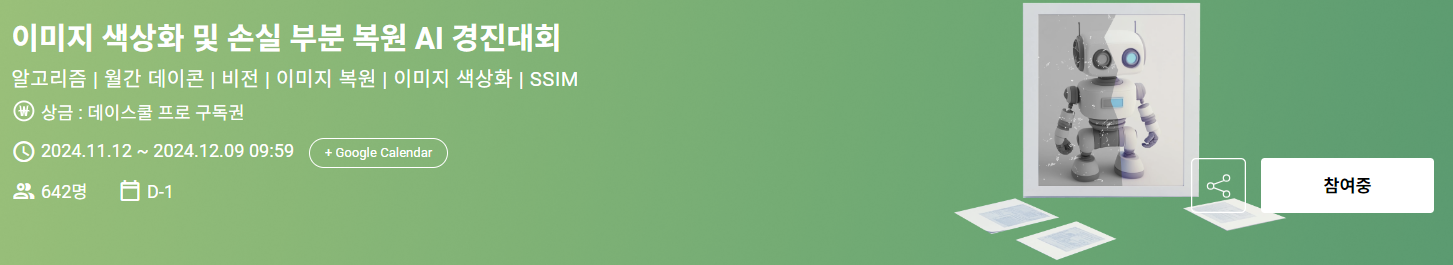 이미지 색상화 및 손실 부분 복원 AI 경진대회
알고리즘 | 월간 데이콘 | 비전 | 이미지 복원 | 이미지 색상화 | SSIM
₩ 상금 : 데이스쿨 프로 구독권
2024.11.12 ~ 2024.12.09 09:59 + Google Calendar
642명 D-1
참여중